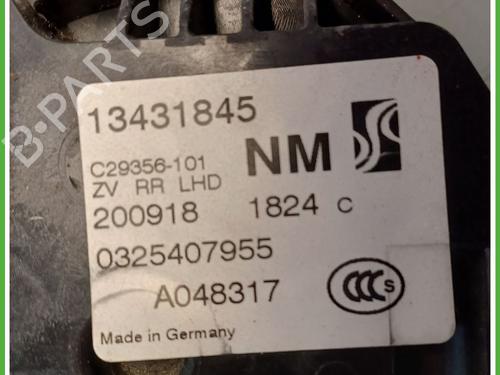 B-PARTS
13431845
C29356-101 NM
ZV RR LHD
200918 1824 C
0325407955
A048317
CCC S
Made in Germany